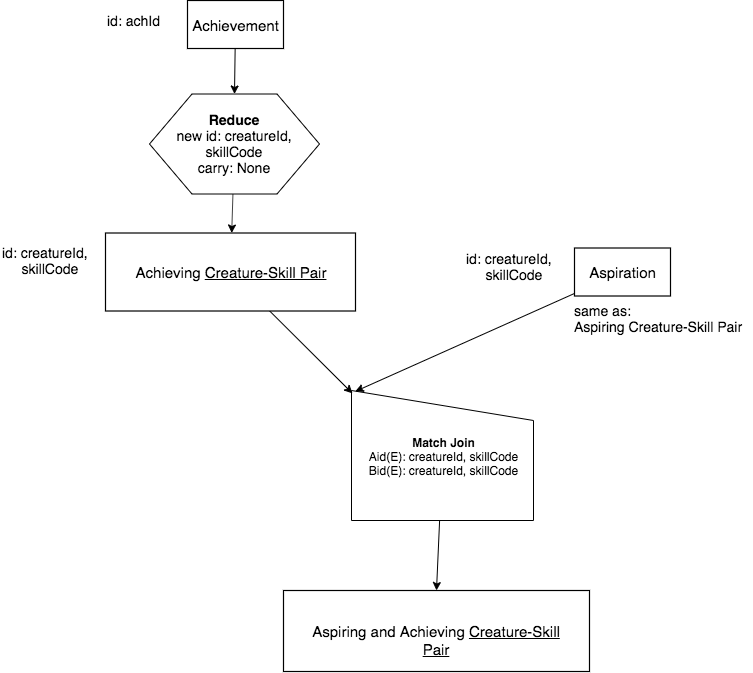 id: achId
Achievement
Reduce
new id: creatureId,
skillCode
carry: None
id: creatureId,
skillCode
Achieving Creature-Skill Pair
id: creatureId,
skillCode
Aspiration
same as:
Aspiring Creature-Skill Pair
Match Join
Aid(E): creatureId, skillCode
Bid(E): creatureId, skillCode
Aspiring and Achieving Creature-Skill
Pair